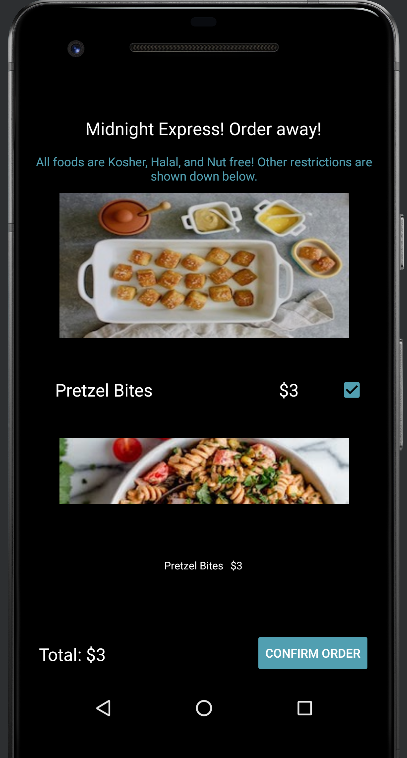 Midnight Express! Order away!
All foods are Kosher, Halal, and Nut free! Other restrictions are
shown down below.
Pretzel Bites $3
Pretzel Bites $3
Total: $3
CONFIRM ORDER